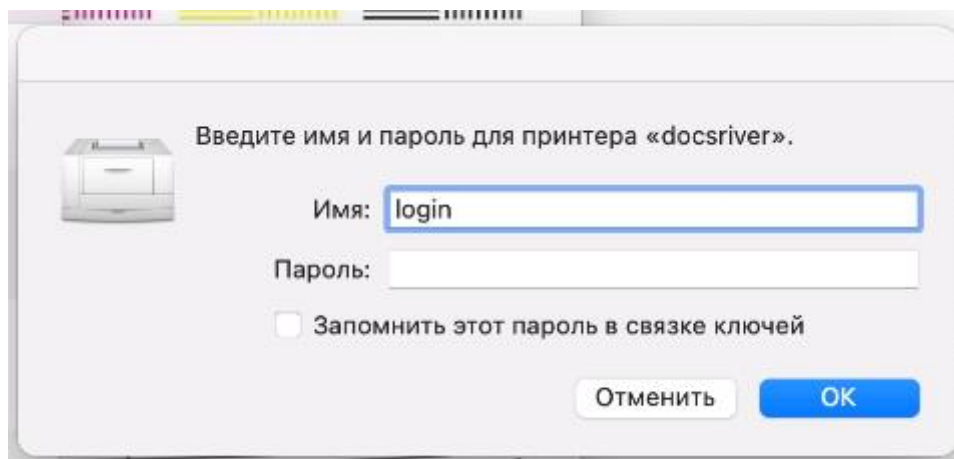 Введите имя и пароль для принтера «docsriver».
Имя: login
Пароль:
Запомнить этот пароль в связке ключей
Отменить OK